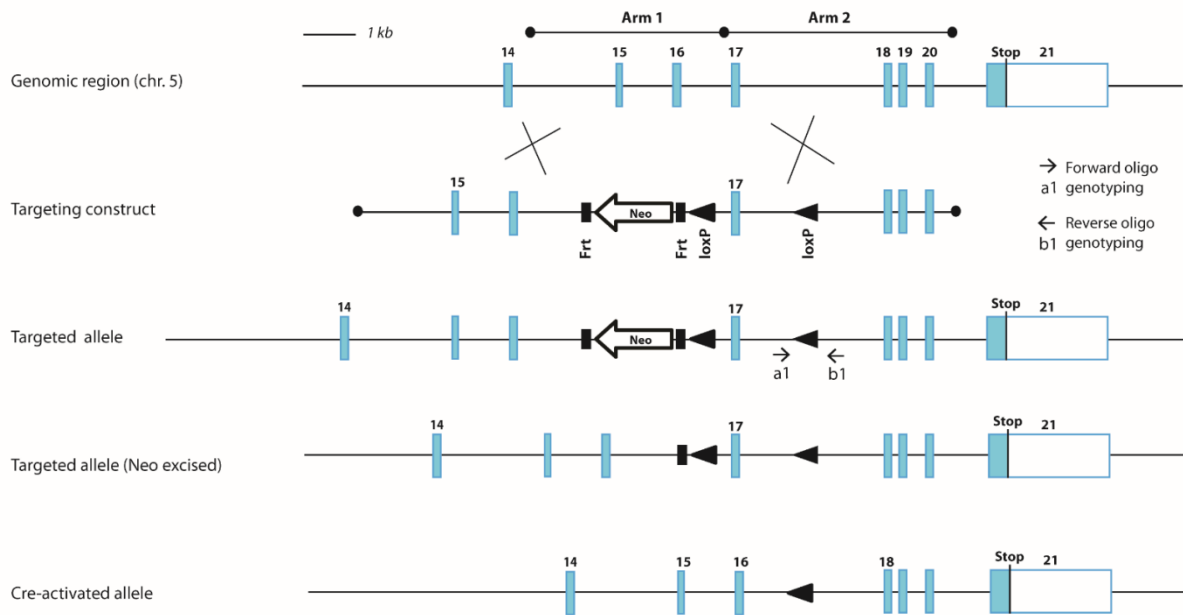 Arm 1 Arm 2
1 kb
14 15 16 17 18 19 20 Stop 21
Genomic region (chr. 5)
15 17
Targeting construct
Neo
Frt Frt loxP loxP
→ Forward oligo
a1 genotyping
← Reverse oligo
b1 genotyping
14 17 Stop 21
Targeted allele
Neo
a1 b1
14 17 Stop 21
Targeted allele (Neo excised)
14 15 16 18 Stop 21
Cre-activated allele